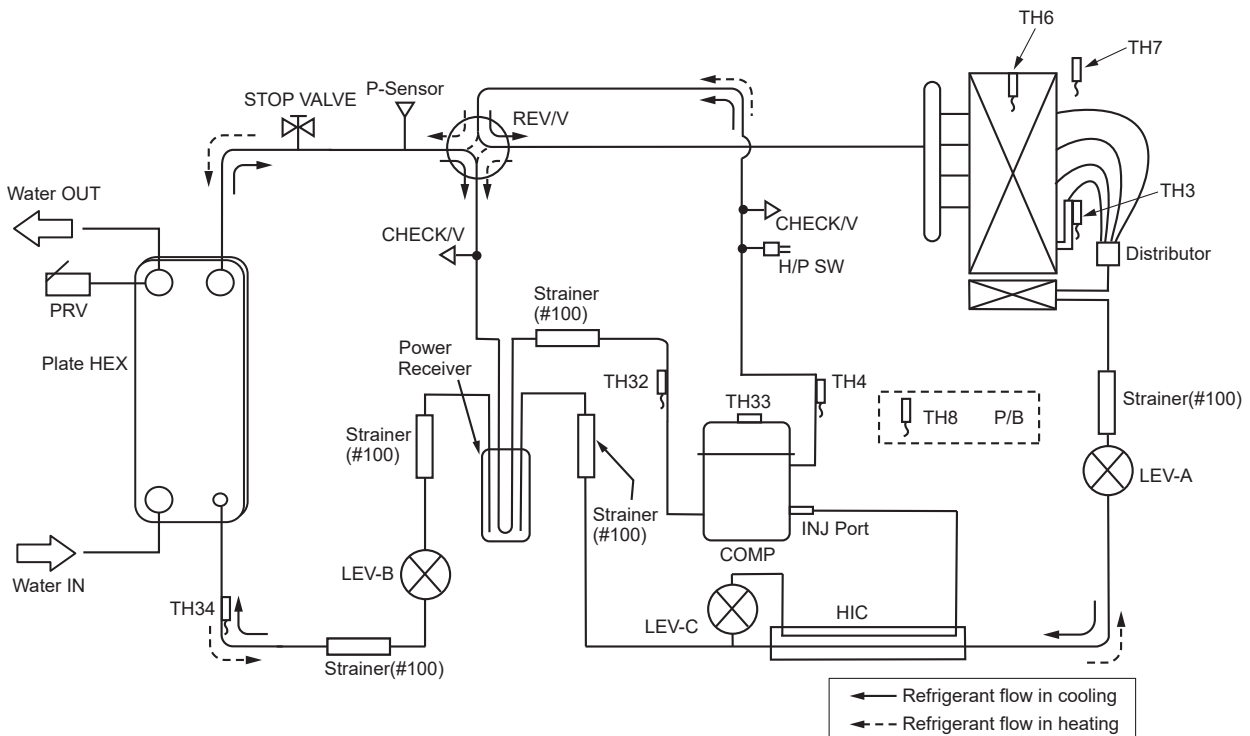 TH6
TH7
P-Sensor
STOP VALVE
REV/V
Water OUT
TH3
CHECK/V
CHECK/V
H/P SW
Distributor
PRV
Strainer
(#100)
Plate HEX
Power
Receiver
TH32
TH4
TH33
Strainer(#100)
TH8 P/B
Strainer
(#100)
LEV-A
Strainer
(#100)
INJ Port
COMP
Water IN
LEV-B
TH34
LEV-C
HIC
Strainer(#100)
Refrigerant flow in cooling
Refrigerant flow in heating